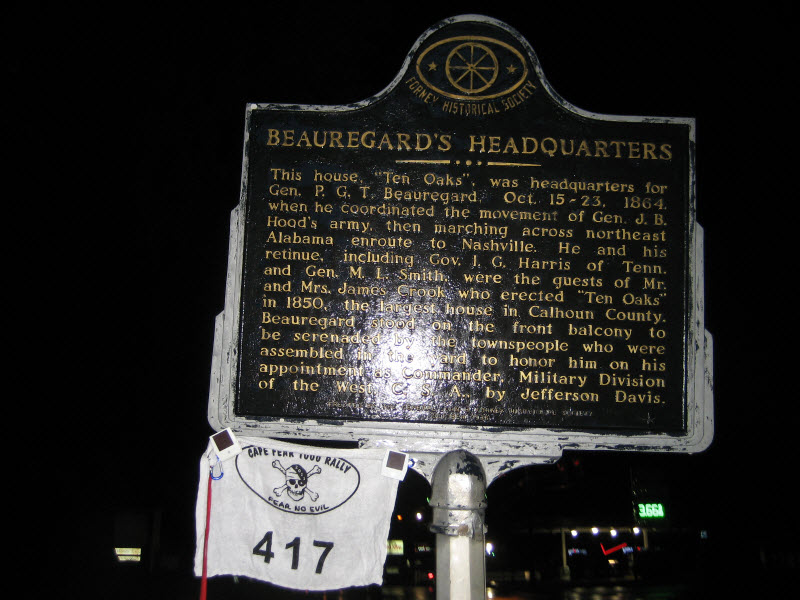 FORNEY HISTORICAL SOCIETY
BEAUREGARD'S HEADQUARTERS
This house, "Ten Oaks", was headquarters for
Gen. P. G. T. Beauregard, Oct. 15-23, 1864,
when he coordinated the movement of Gen. J. B.
Hood's army, then marching across northeast
Alabama enroute to Nashville. He and his
retinue, including Gov. I. G. Harris of Tenn.
and Gen. M. L. Smith, were the guests of Mr.
and Mrs. James Crook who erected "Ten Oaks"
in 1850, the largest house in Calhoun County.
Beauregard stood on the front balcony to
be serenaded by the townspeople who were
assembled in the yard to honor him on his
appointment as Commander, Military Division
of the West, C. S. A., by Jefferson Davis.
CAPE FEAR 1000 RALLY
FEAR NO EVIL
417
3.66